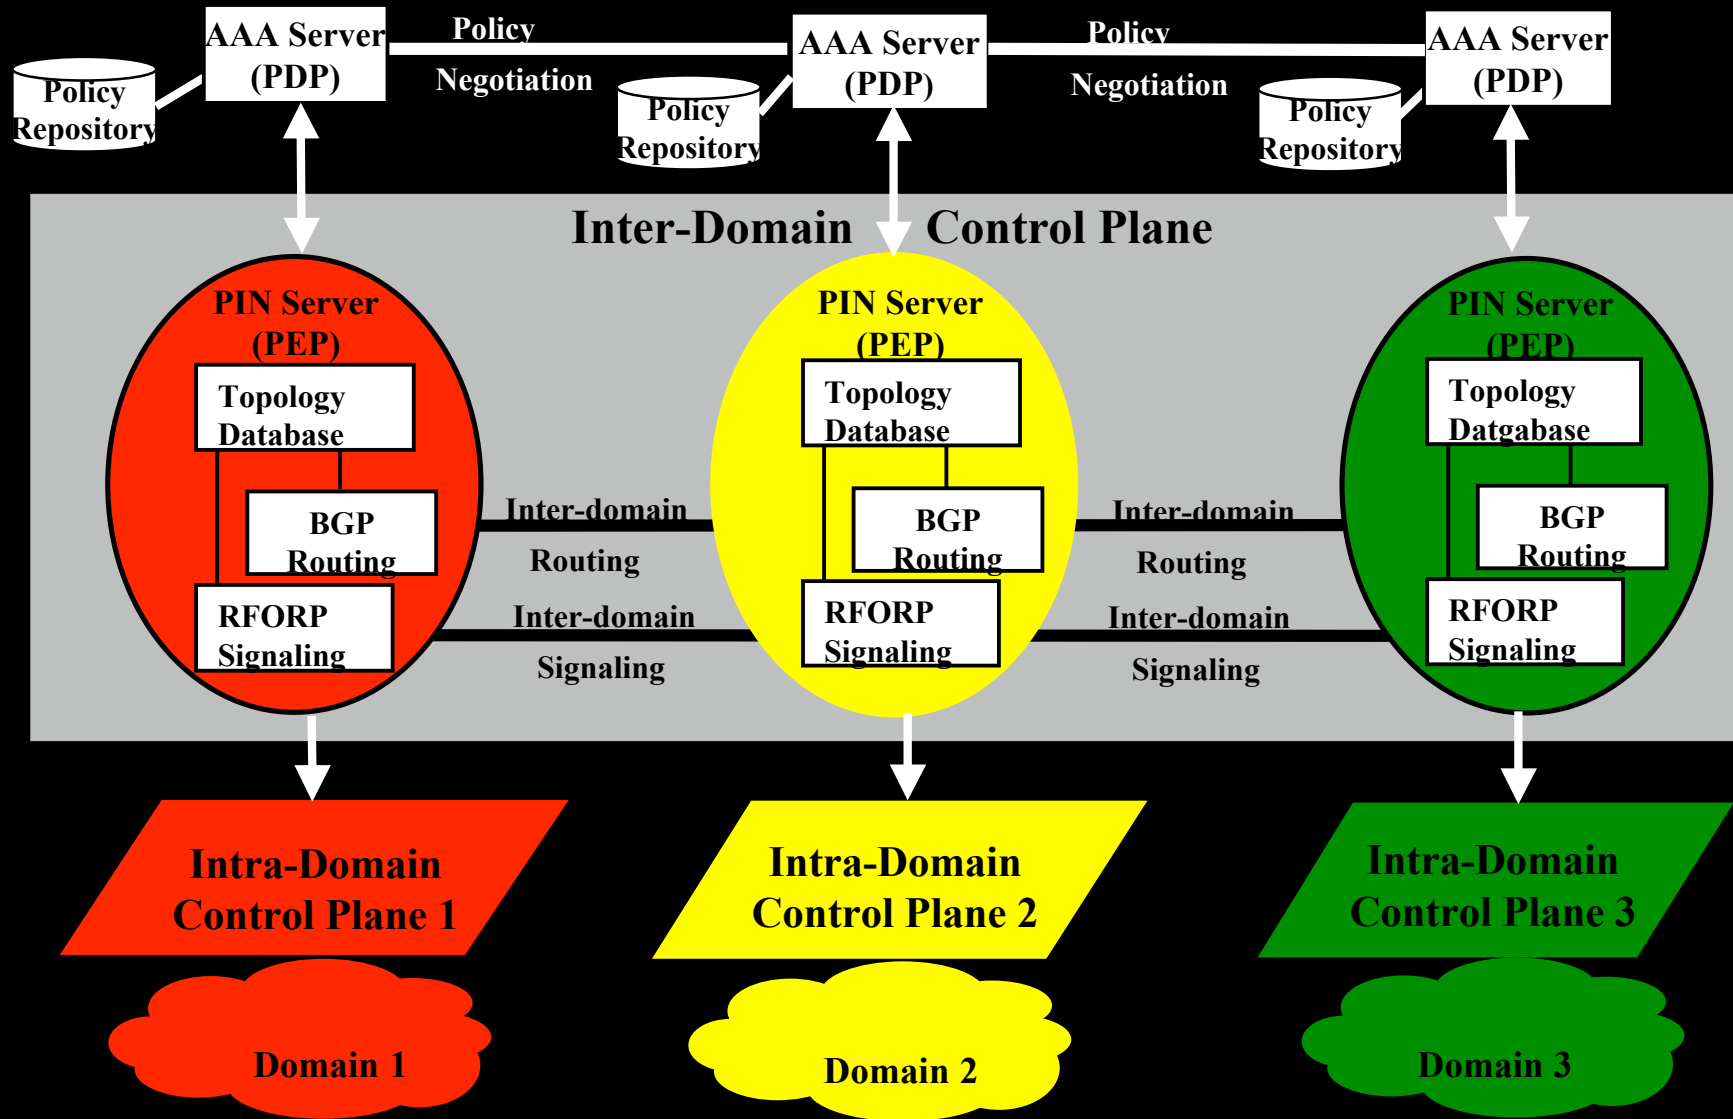 AAA Server
(PDP)
Policy
Negotiation
AAA Server
(PDP)
Policy
Negotiation
AAA Server
(PDP)
Policy
Repository
Policy
Repository
Policy
Repository
Inter-Domain Control Plane
PIN Server
(PEP)
Topology
Database
BGP
Routing
RFORP
Signaling
Inter-domain
Routing
Inter-domain
Signaling
PIN Server
(PEP)
Topology
Database
BGP
Routing
RFORP
Signaling
Inter-domain
Routing
Inter-domain
Signaling
PIN Server
(PEP)
Topology
Datgabase
BGP
Routing
RFORP
Signaling
Intra-Domain
Control Plane 1
Intra-Domain
Control Plane 2
Intra-Domain
Control Plane 3
Domain 1
Domain 2
Domain 3